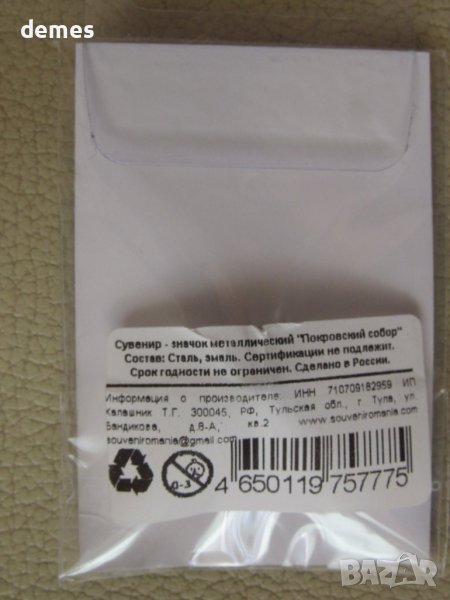 demes
Сувенир - значок металлический "Покровский собор"
Состав: Сталь, эмаль. Сертификации не подлежит.
Срок годности не ограничен. Сделано в России.
Информация о производителе: ИНН 710709182959 ИП
Калашник Т.Г. 300045, РФ, Тульская обл., г Тула, ул.
Бандикова, д.8-А, кв.2 www.souveniromania.com
souveniromania@gmail.com
0-3
4 650119 757775
BAZAR